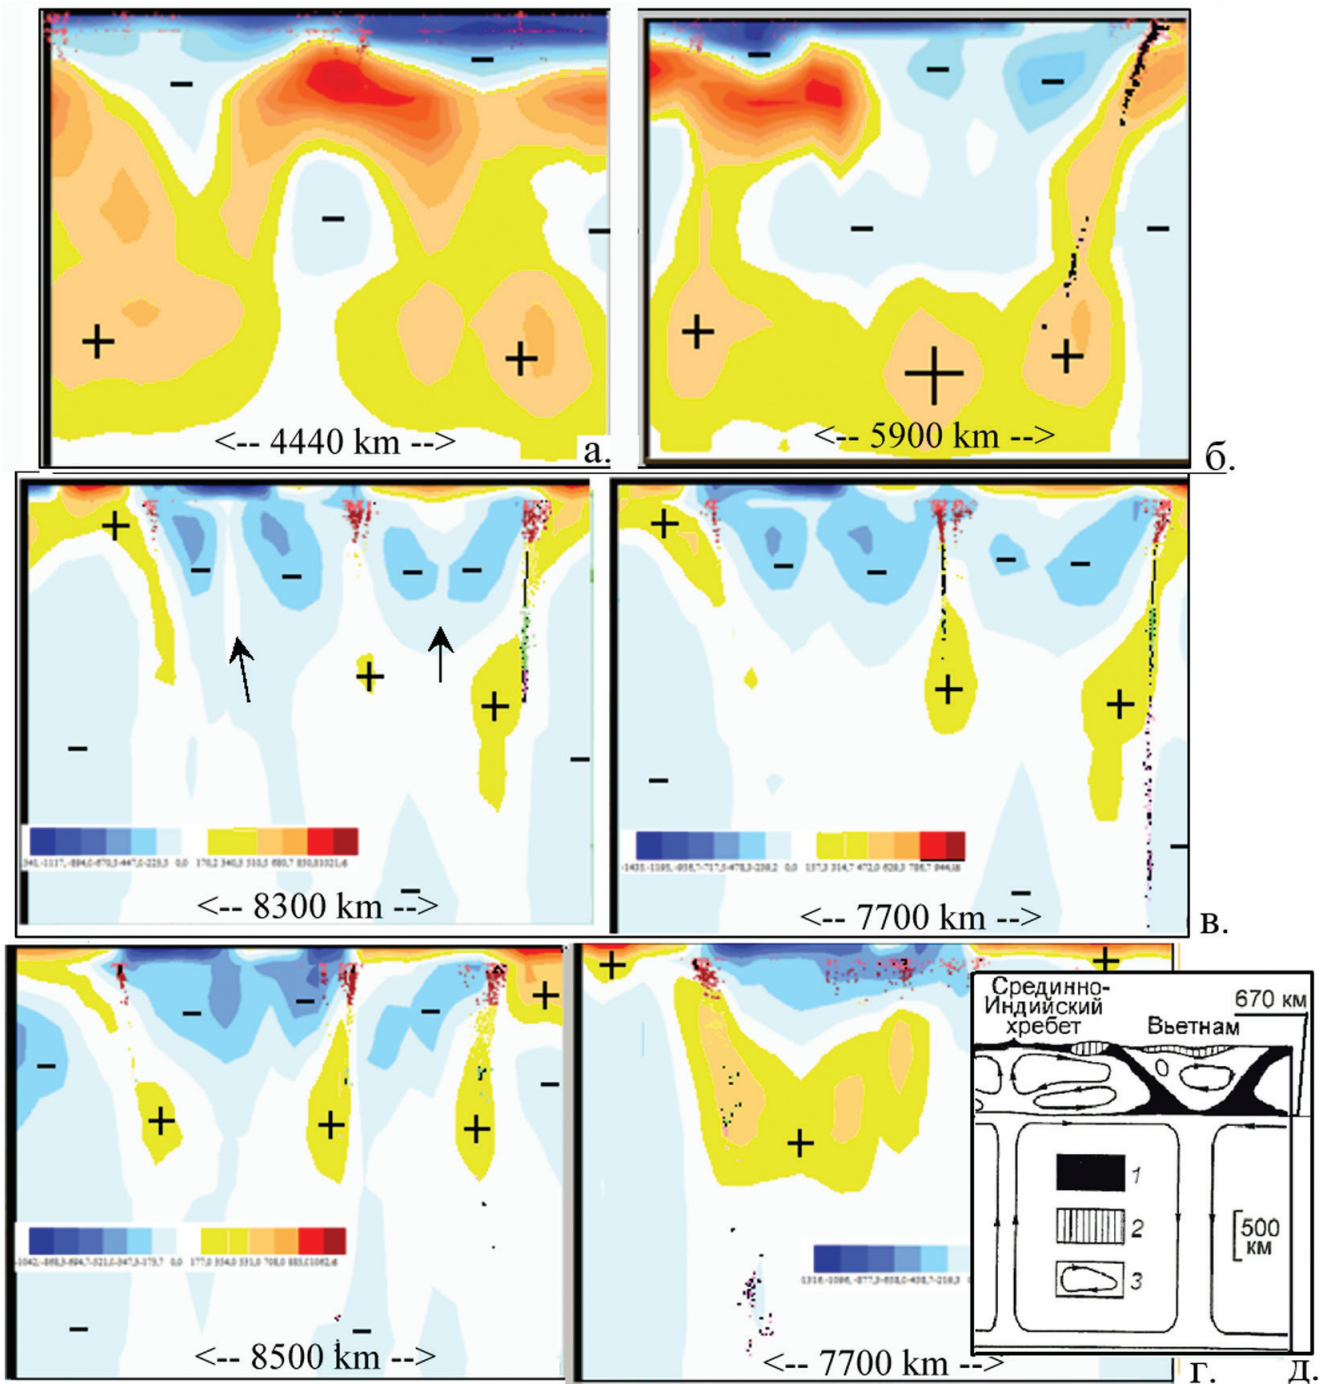 <-- 4440 km -->
а.
<-- 5900 km -->
б.
<-- 8300 km -->
<-- 7700 km -->
в.
<-- 8500 km -->
<-- 7700 km -->
г.
Срединно-
Индийский
хребет
Вьетнам
670 км
1
2
3
500
км
д.